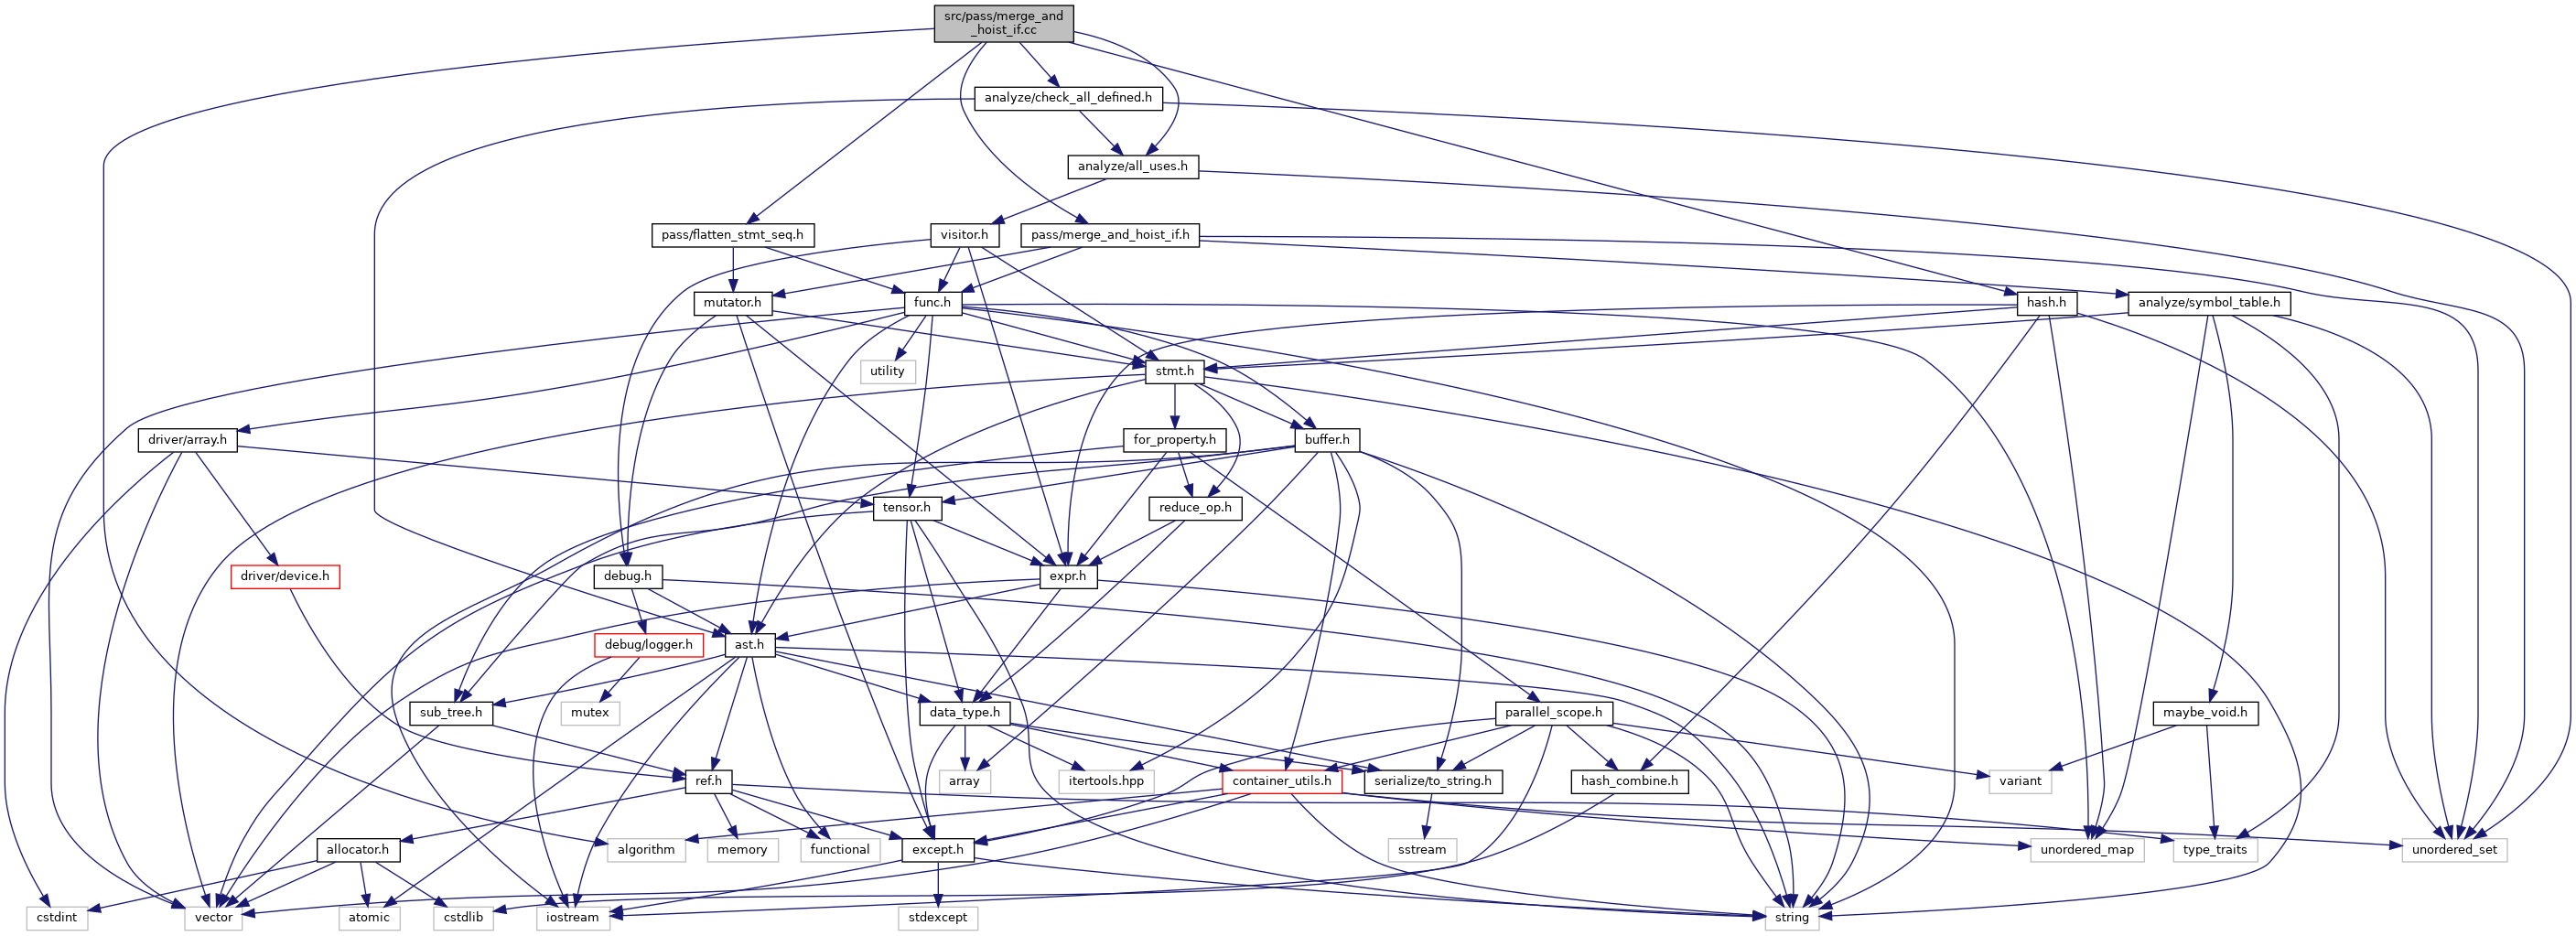 src/pass/merge_and
_hoist_if.cc
analyze/check_all_defined.h
analyze/all_uses.h
pass/flatten_stmt_seq.h
visitor.h
pass/merge_and_hoist_if.h
mutator.h
func.h
hash.h
analyze/symbol_table.h
utility
stmt.h
driver/array.h
for_property.h
buffer.h
tensor.h
reduce_op.h
driver/device.h
debug.h
expr.h
debug/logger.h
ast.h
sub_tree.h
mutex
data_type.h
parallel_scope.h
maybe_void.h
ref.h
array
itertools.hpp
container_utils.h
serialize/to_string.h
hash_combine.h
variant
allocator.h
algorithm
memory
functional
except.h
sstream
unordered_map
type_traits
unordered_set
cstdint
vector
atomic
cstdlib
iostream
stdexcept
string